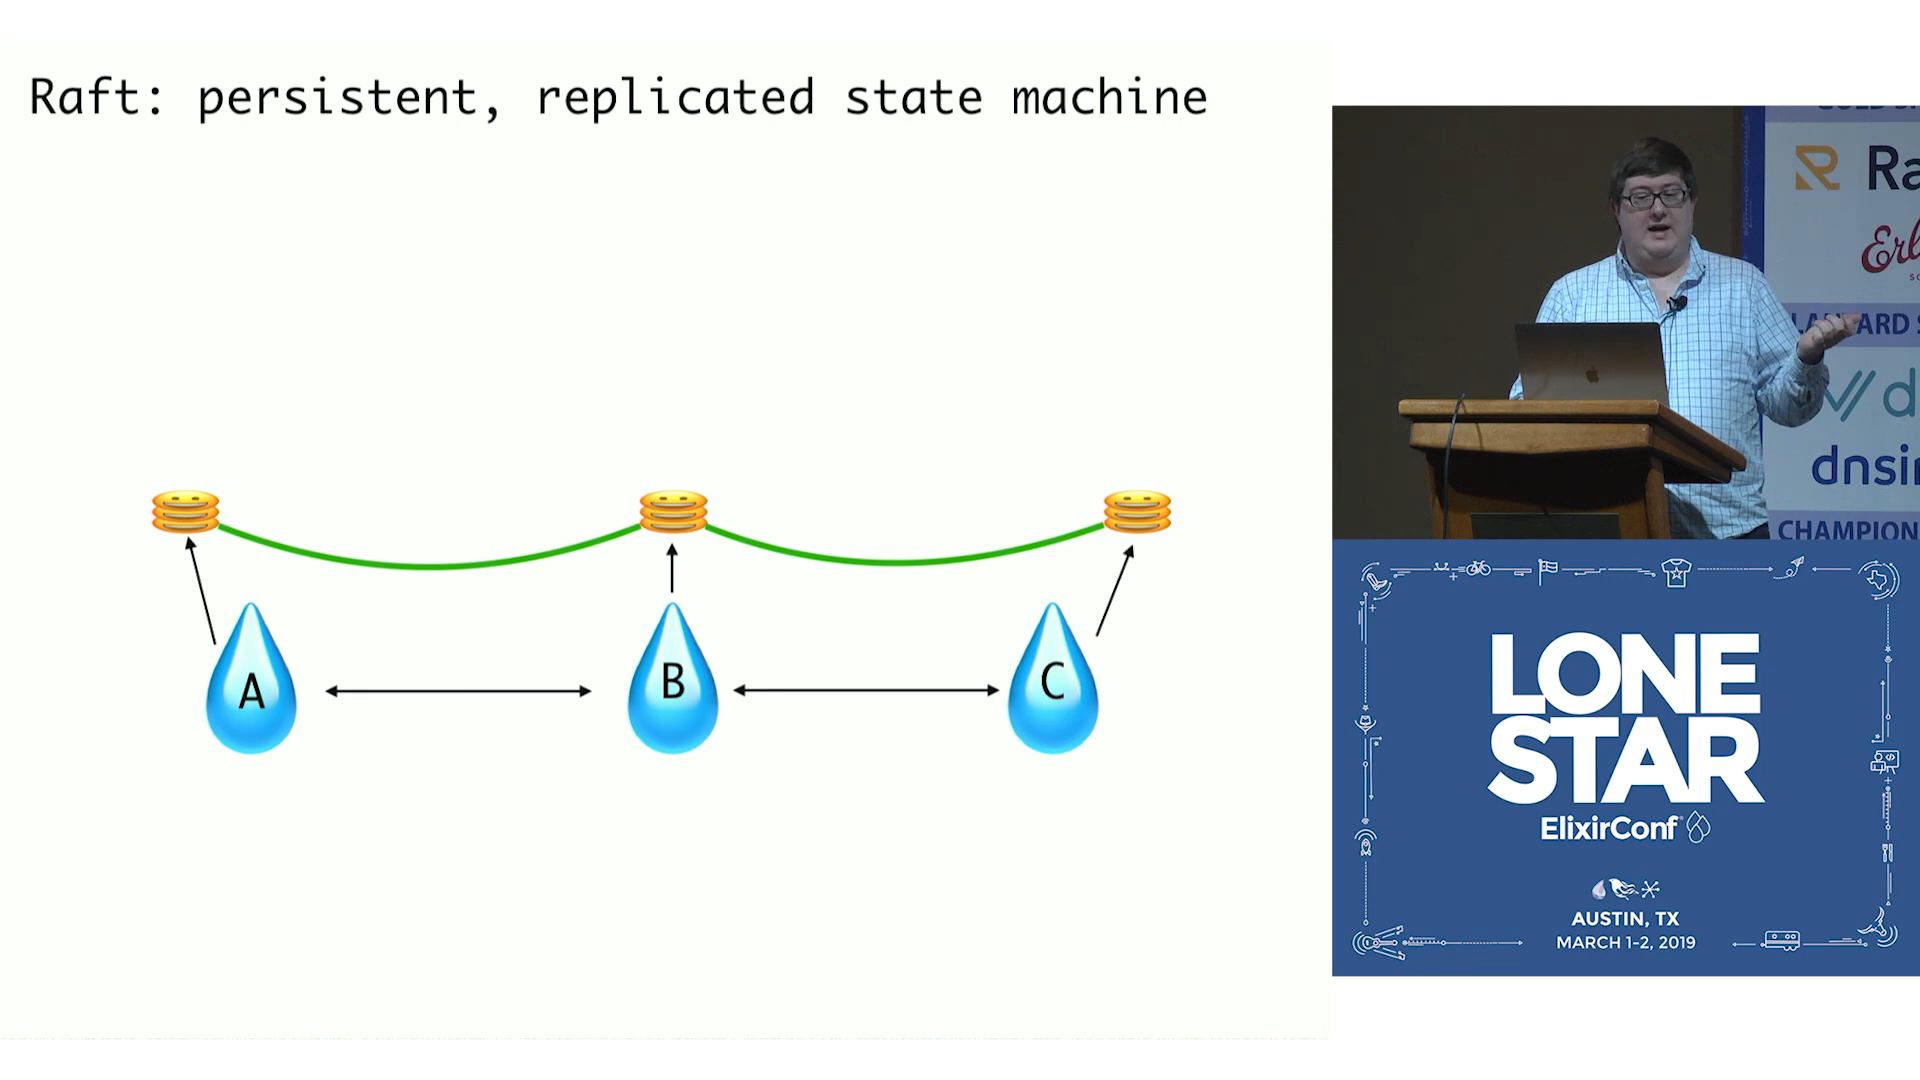 Raft: persistent, replicated state machine
A
B
C
dnsi
CHAMPION
LONE
STAR
ElixirConf
AUSTIN, TX
MARCH 1-2, 2019